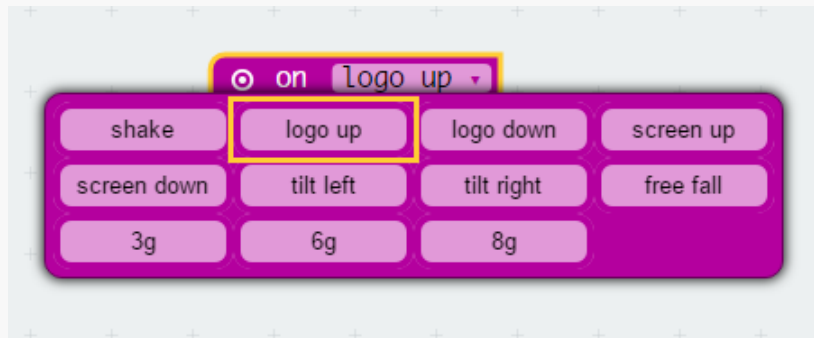 on logo up
shake logo up logo down screen up
screen down tilt left tilt right free fall
3g 6g 8g